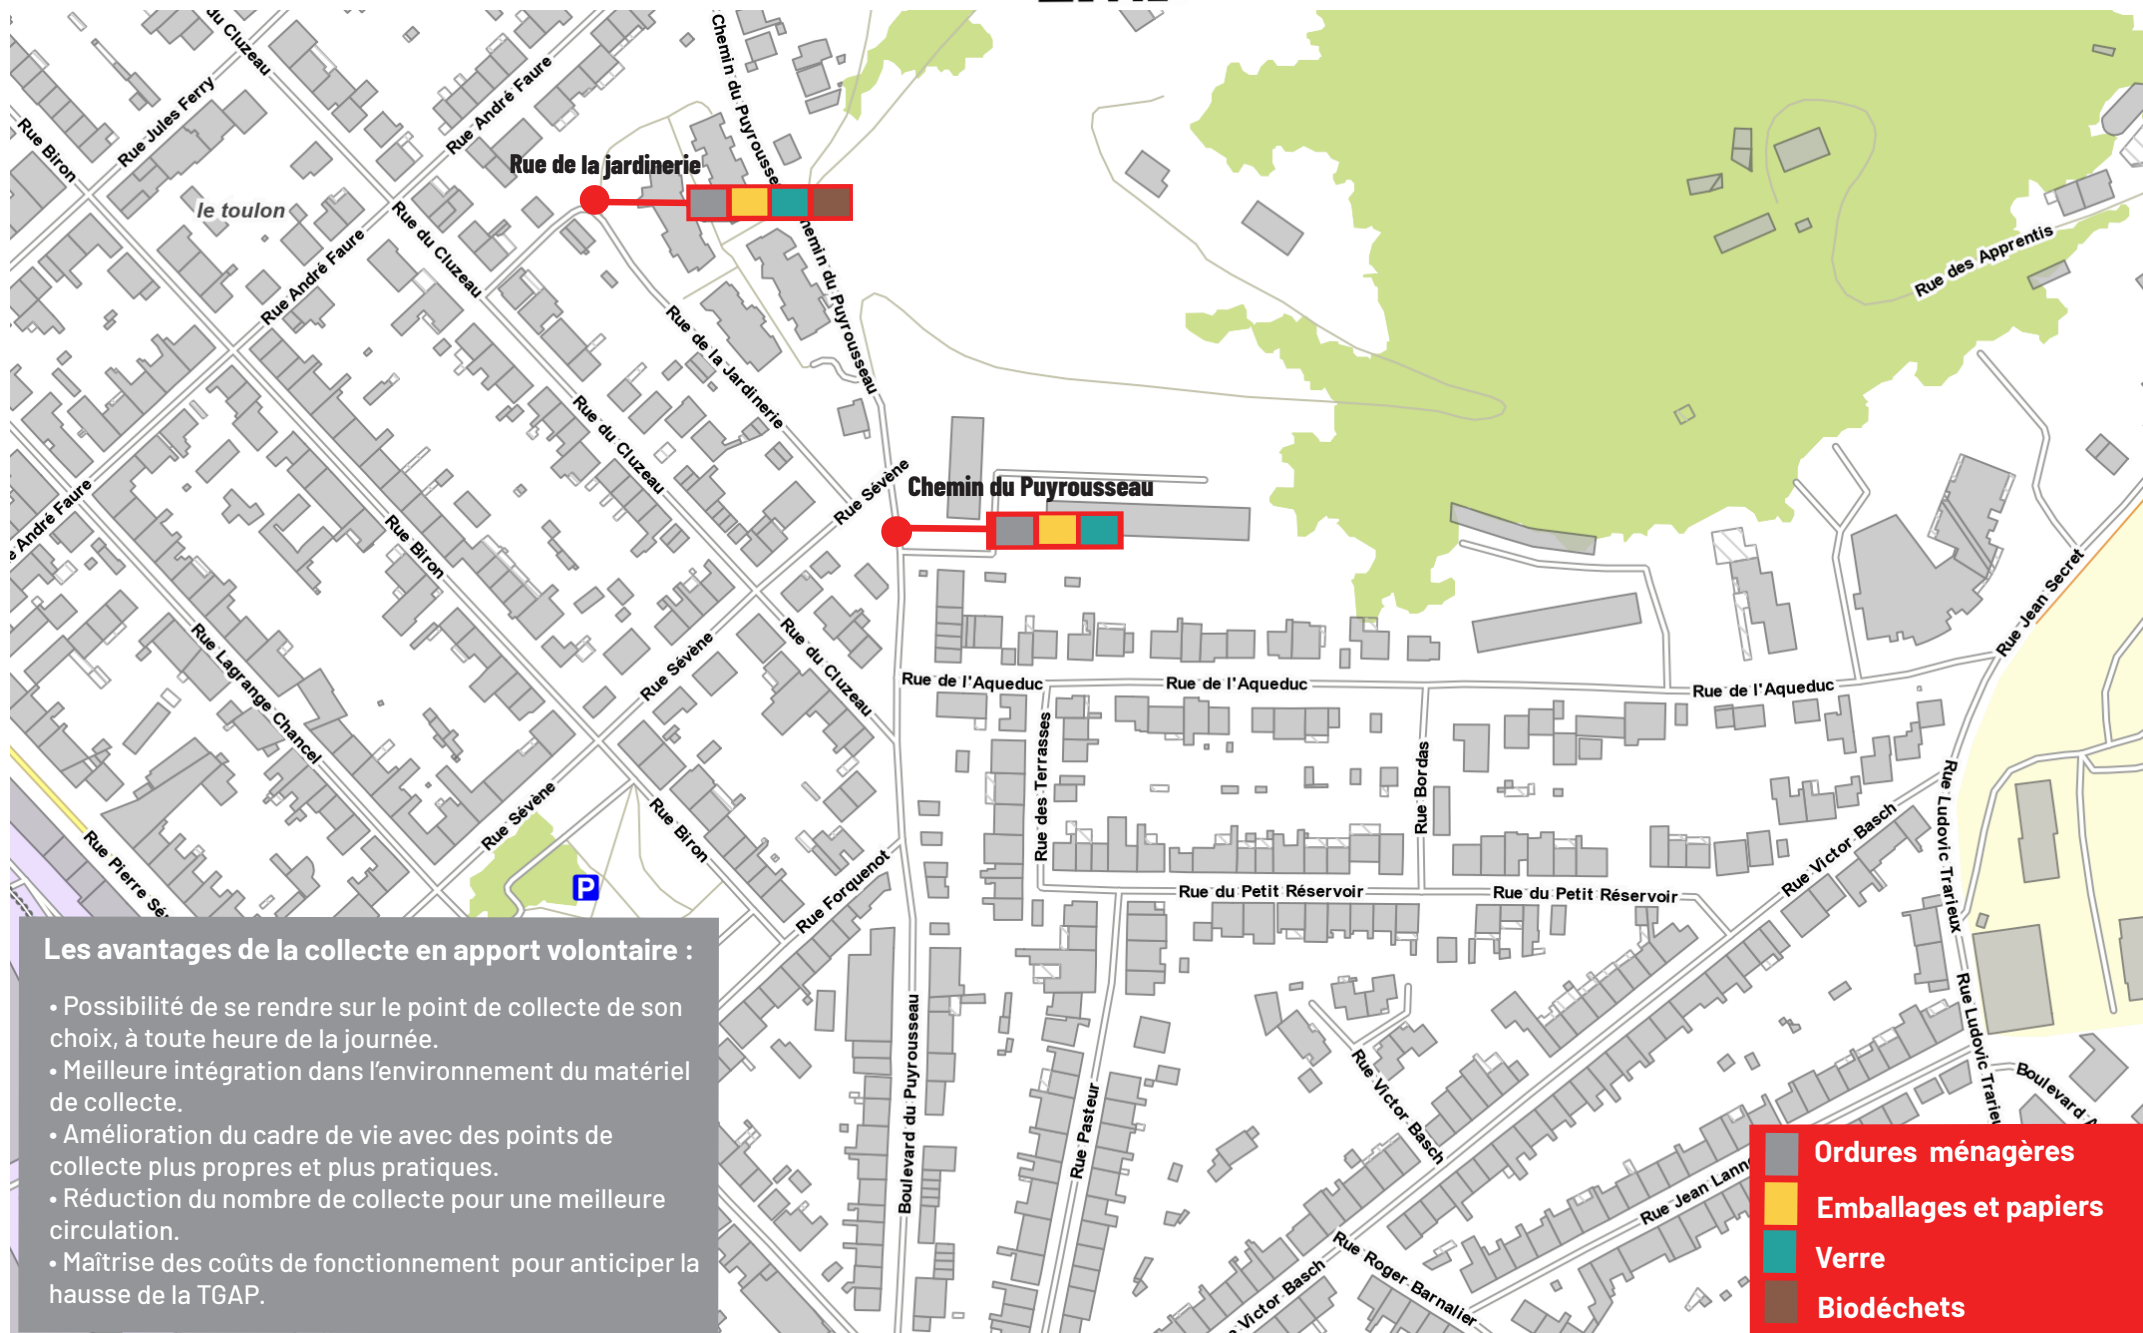 du Cluzeau
Chemin du Puyrousseau
Rue André Faure
Rue Jules Ferry
Rue Biron
Rue de la jardinerie
le toulon
Rue du Cluzeau
Rue André Faure
hemin du Puyrousseau
Rue des Apprentis
Rue de la Jardinerie
Rue du Cluzeau
Rue Sévène
Chemin du Puyrousseau
e André Faure
Rue Biron
Rue Jean Secret
Rue Lagrange Chancel
Rue Sévène
Rue du Cluzeau
Rue de l'Aqueduc
Rue de l'Aqueduc
Rue de l'Aqueduc
Rue des Terrasses
Rue Bordas
Rue Ludovic Trarieux
Rue Sévène
Rue Biron
Rue Victor Basch
Rue Pierre Sé
Rue Forquenot
P
Rue du Petit Réservoir
Rue du Petit Réservoir
Les avantages de la collecte en apport volontaire :
• Possibilité de se rendre sur le point de collecte de son
choix, à toute heure de la journée.
• Meilleure intégration dans l'environnement du matériel
de collecte.
• Amélioration du cadre de vie avec des points de
collecte plus propres et plus pratiques.
• Réduction du nombre de collecte pour une meilleure
circulation.
• Maîtrise des coûts de fonctionnement pour anticiper la
hausse de la TGAP.
Boulevard du Puyrousseau
Rue Pasteur
Rue Victor Basch
Rue Ludovic Trarieu
Boulevard A
Rue Jean Lann
Rue Roger Barnalier
Victor Basch
Ordures ménagères
Emballages et papiers
Verre
Biodéchets